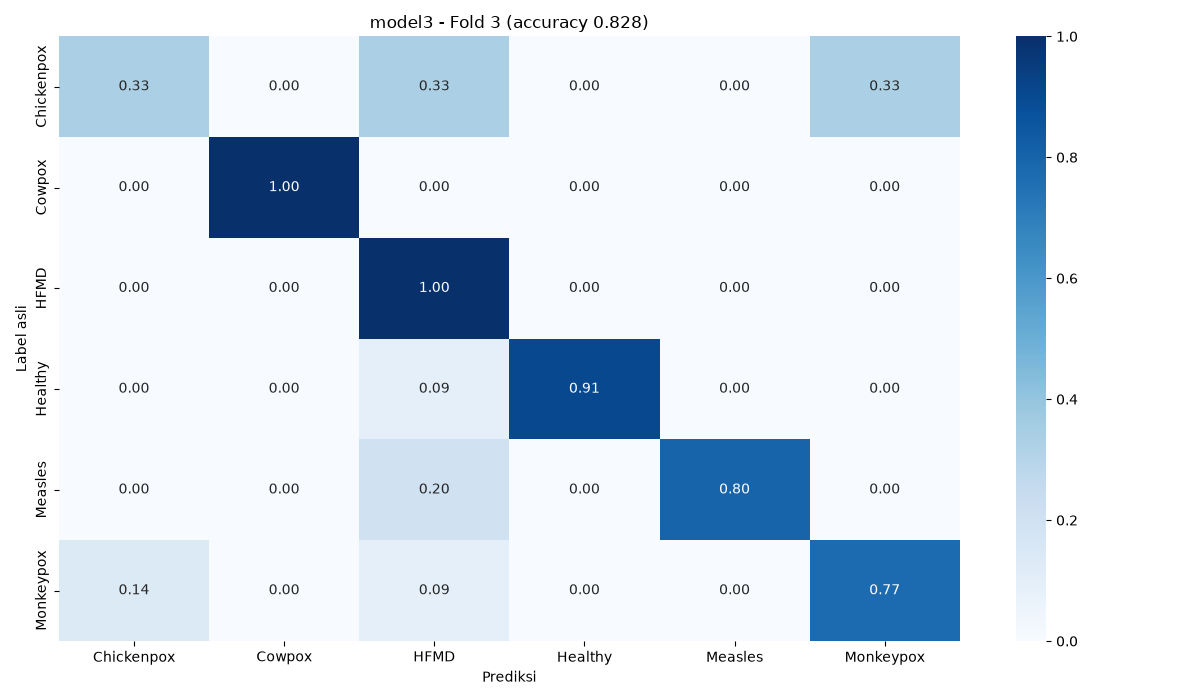 model3 - Fold 3 (accuracy 0.828)
Label asli
Chickenpox 0.33 0.00 0.33 0.00 0.00 0.33
Cowpox 0.00 1.00 0.00 0.00 0.00 0.00
HFMD 0.00 0.00 1.00 0.00 0.00 0.00
Healthy 0.00 0.00 0.09 0.91 0.00 0.00
Measles 0.00 0.00 0.20 0.00 0.80 0.00
Monkeypox 0.14 0.00 0.09 0.00 0.00 0.77
Chickenpox Cowpox HFMD Healthy Measles Monkeypox
Prediksi
1.0
0.8
0.6
0.4
0.2
0.0